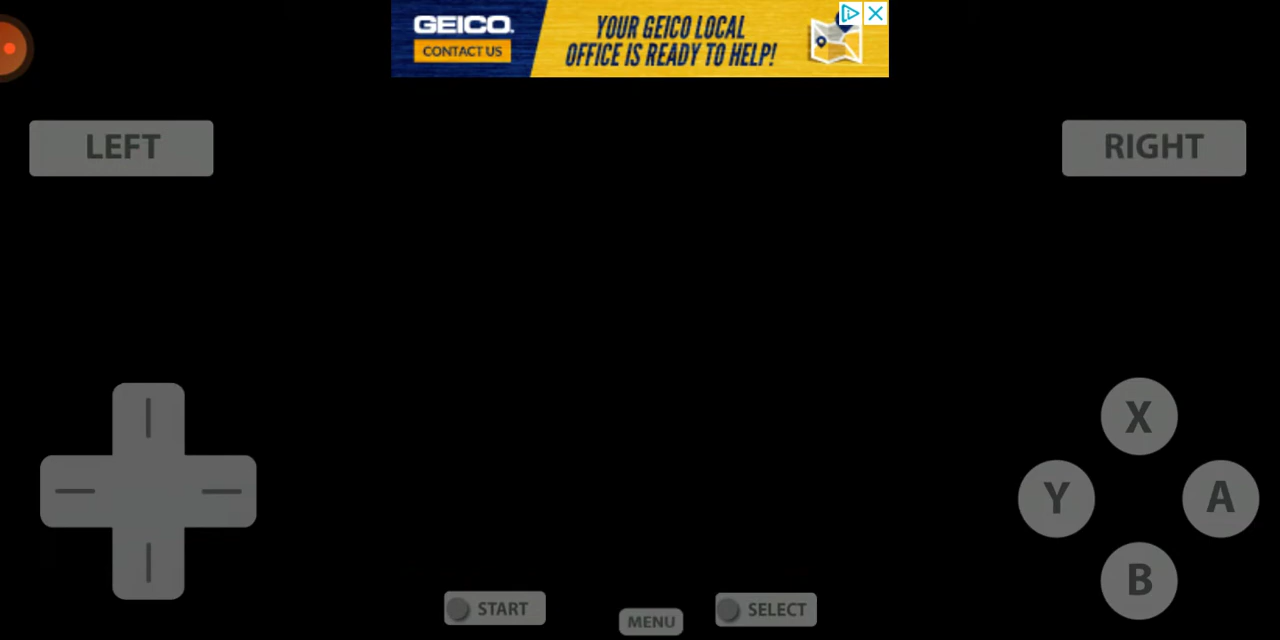 GEICO.
CONTACT US
YOUR GEICO LOCAL
OFFICE IS READY TO HELP!
LEFT
RIGHT
X
Y
A
B
START
SELECT
MENU